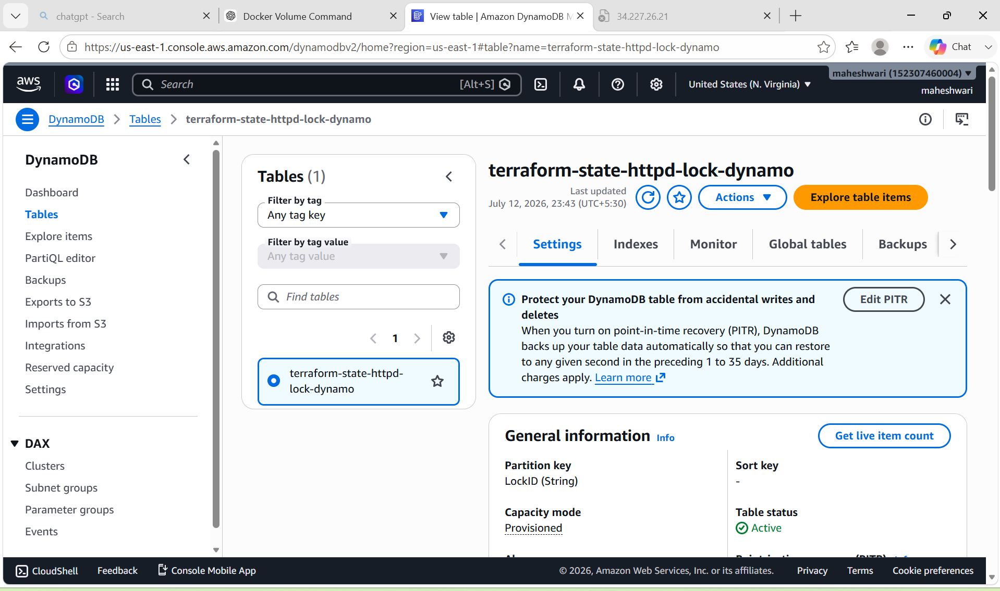 chatgpt - Search
Docker Volume Command
View table | Amazon DynamoDB M
34.227.26.21
https://us-east-1.console.aws.amazon.com/dynamodbv2/home?region=us-east-1#table?name=terraform-state-httpd-lock-dynamo
Chat
aws
Search
[Alt+S]
United States (N. Virginia)
maheshwari (152307460004)
maheshwari
DynamoDB
Tables
terraform-state-httpd-lock-dynamo
DynamoDB
Dashboard
Tables
Explore items
PartiQL editor
Backups
Exports to S3
Imports from S3
Integrations
Reserved capacity
Settings
DAX
Clusters
Subnet groups
Parameter groups
Events
Tables (1)
Filter by tag
Any tag key
Filter by tag value
Any tag value
Find tables
1
terraform-state-httpd-
lock-dynamo
terraform-state-httpd-lock-dynamo
Last updated
July 12, 2026, 23:43 (UTC+5:30)
Actions
Explore table items
Settings
Indexes
Monitor
Global tables
Backups
Protect your DynamoDB table from accidental writes and
deletes
When you turn on point-in-time recovery (PITR), DynamoDB
backs up your table data automatically so that you can restore
to any given second in the preceding 1 to 35 days. Additional
charges apply. Learn more
Edit PITR
General information Info
Get live item count
Partition key
LockID (String)
Sort key
-
Capacity mode
Provisioned
Table status
Active
CloudShell
Feedback
Console Mobile App
© 2026, Amazon Web Services, Inc. or its affiliates.
Privacy
Terms
Cookie preferences